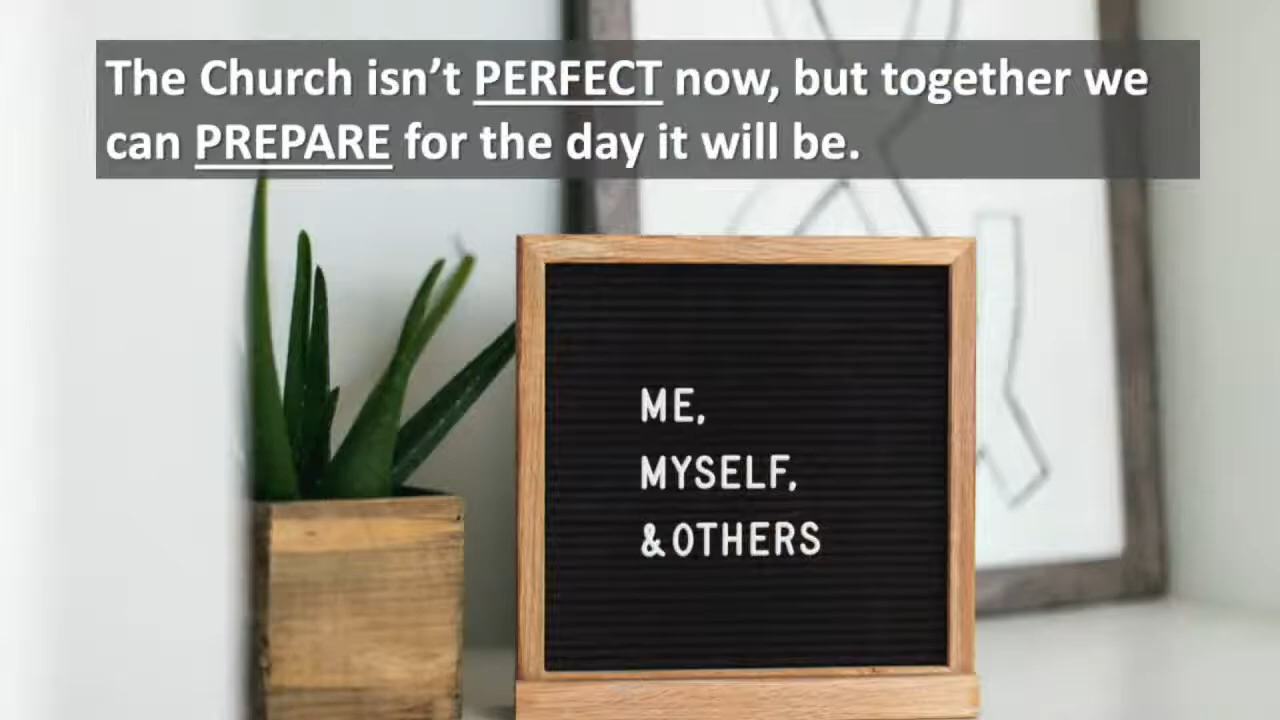 The Church isn’t PERFECT now, but together we
can PREPARE for the day it will be.
ME,
MYSELF,
& OTHERS